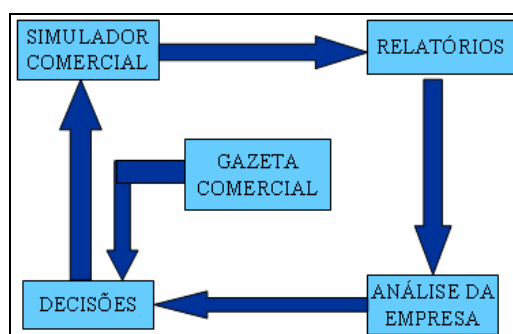 SIMULADOR
COMERCIAL
RELATÓRIOS
GAZETA
COMERCIAL
DECISÕES
ANÁLISE DA
EMPRESA